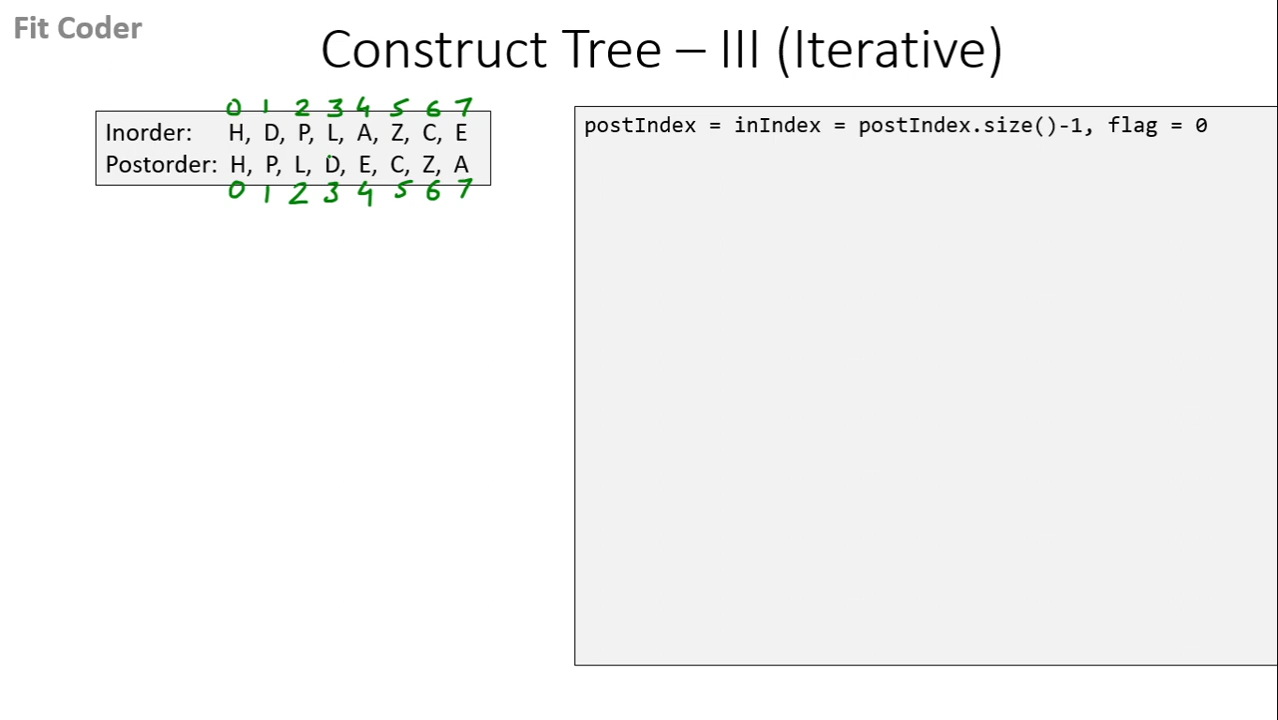 Fit Coder
Construct Tree – III (Iterative)
0 1 2 3 4 5 6 7
Inorder: H, D, P, L, A, Z, C, E
Postorder: H, P, L, D, E, C, Z, A
0 1 2 3 4 5 6 7
postIndex = inIndex = postIndex.size()-1, flag = 0